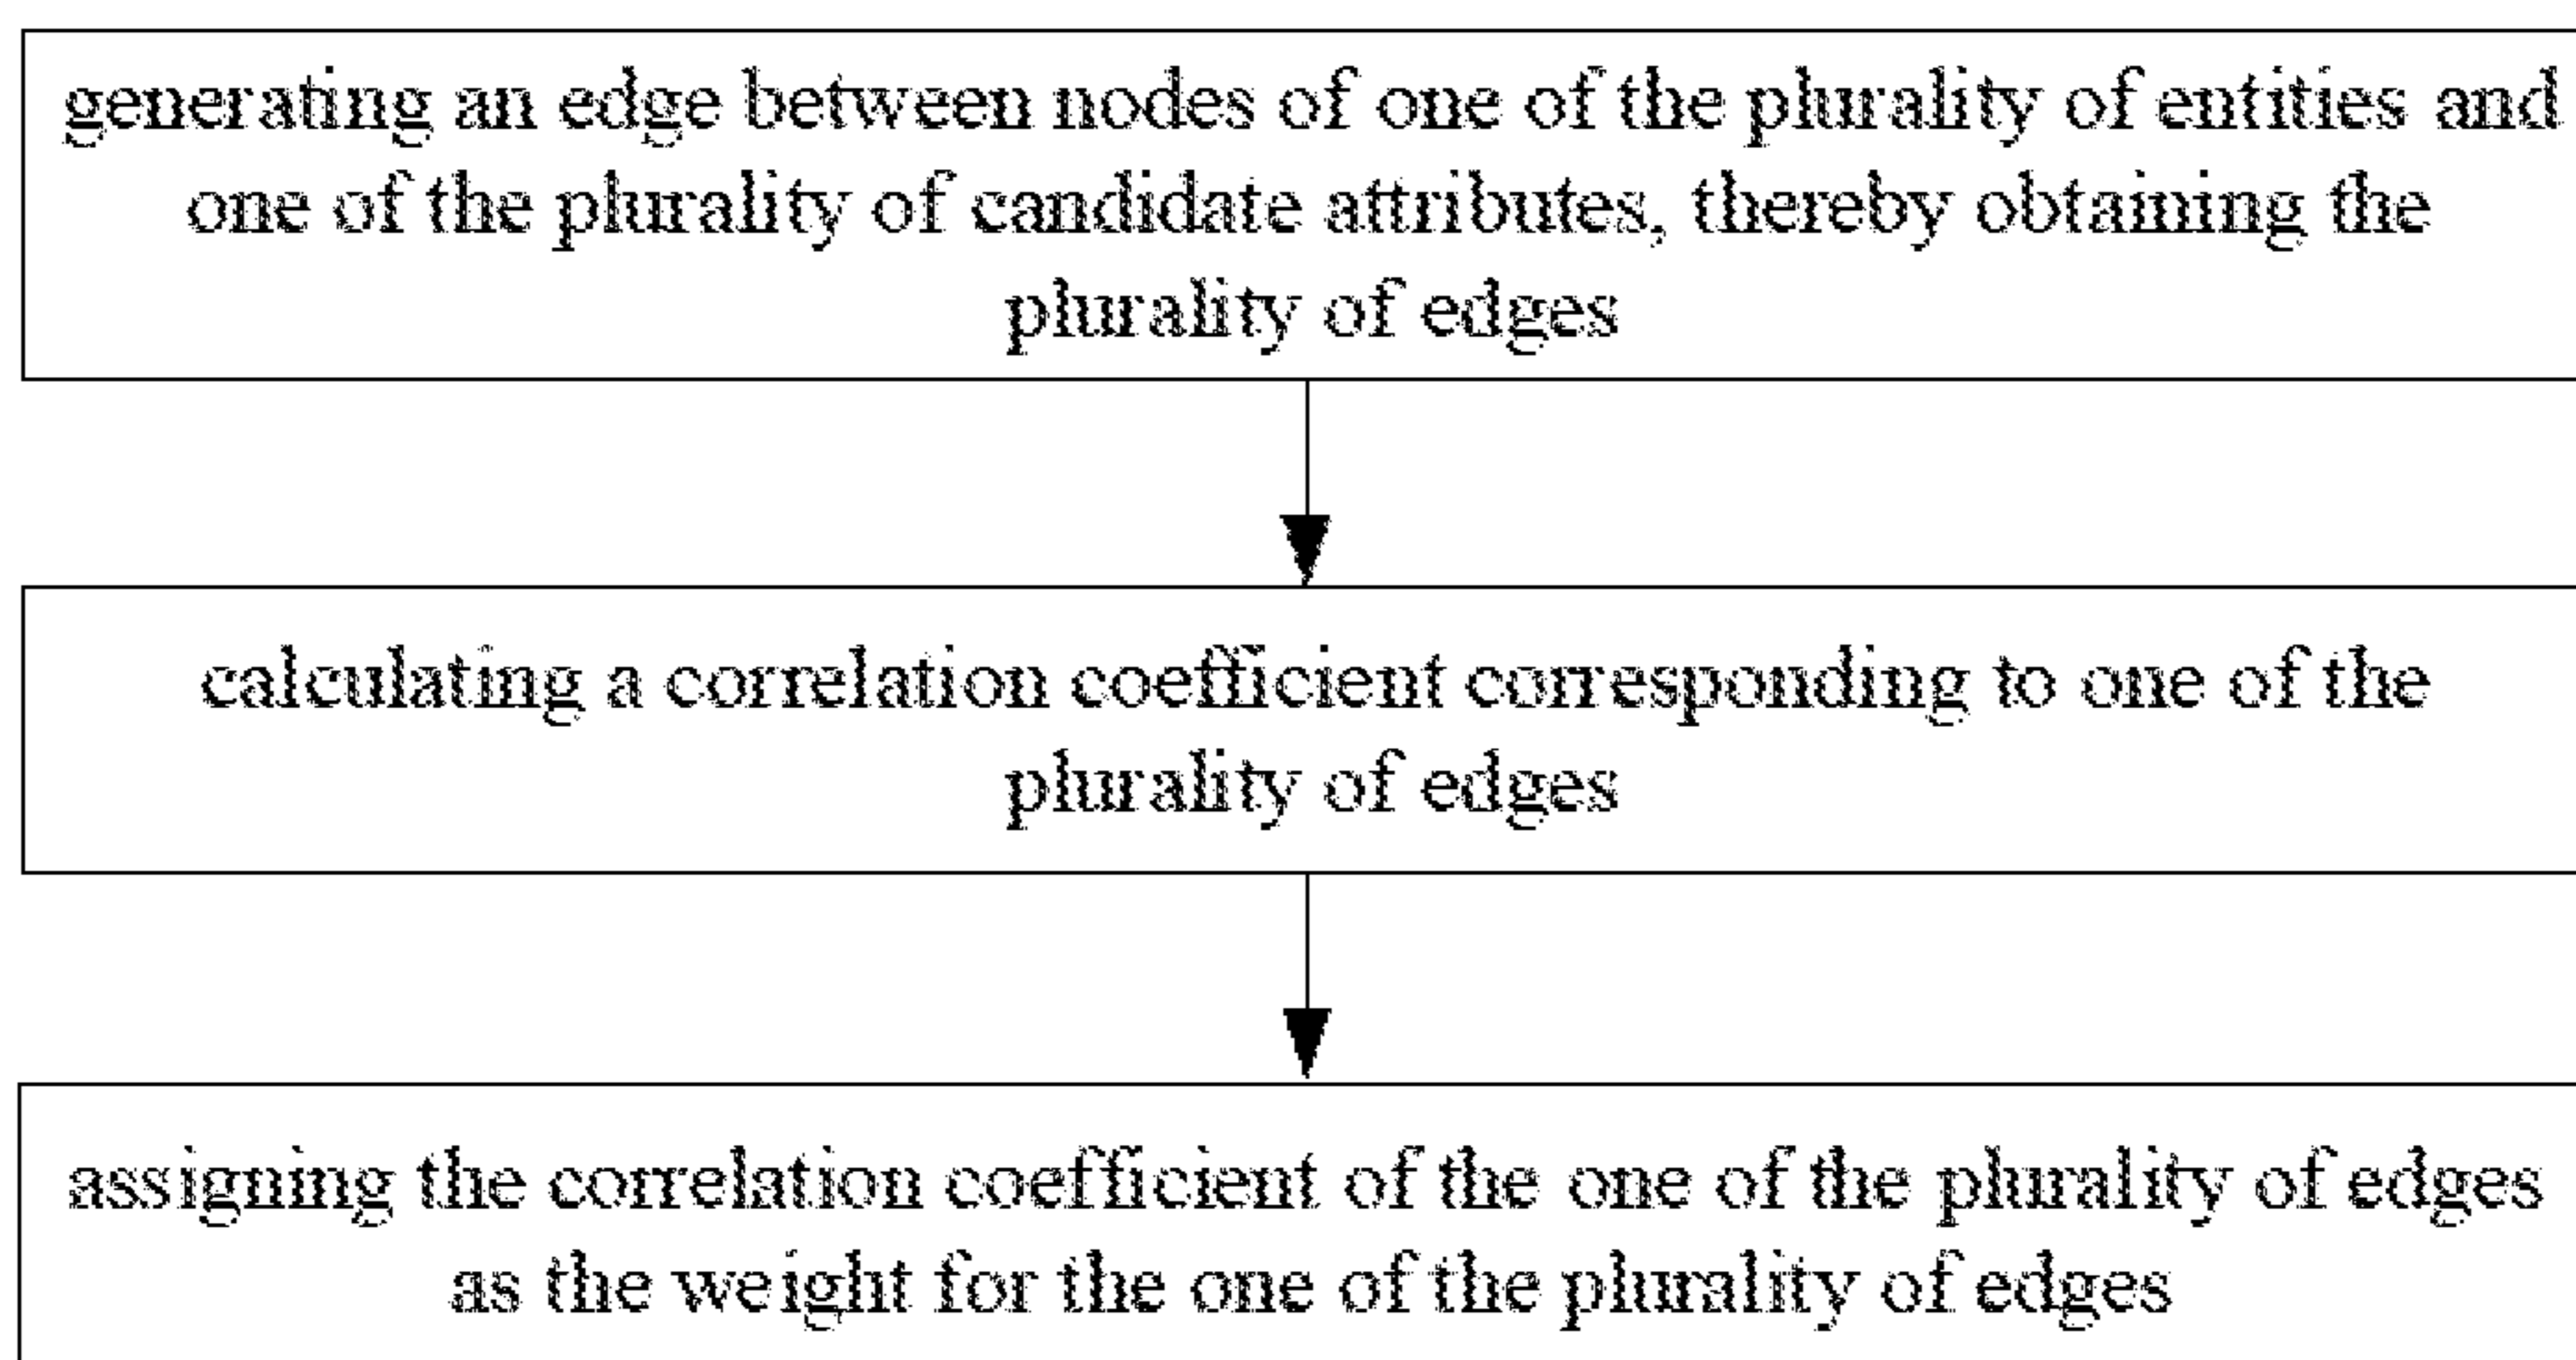 generating an edge between nodes of one of the plurality of entities and
one of the plurality of candidate attributes, thereby obtaining the
plurality of edges
calculating a correlation coefficient corresponding to one of the
plurality of edges
assigning the correlation coefficient of the one of the plurality of edges
as the weight for the one of the plurality of edges